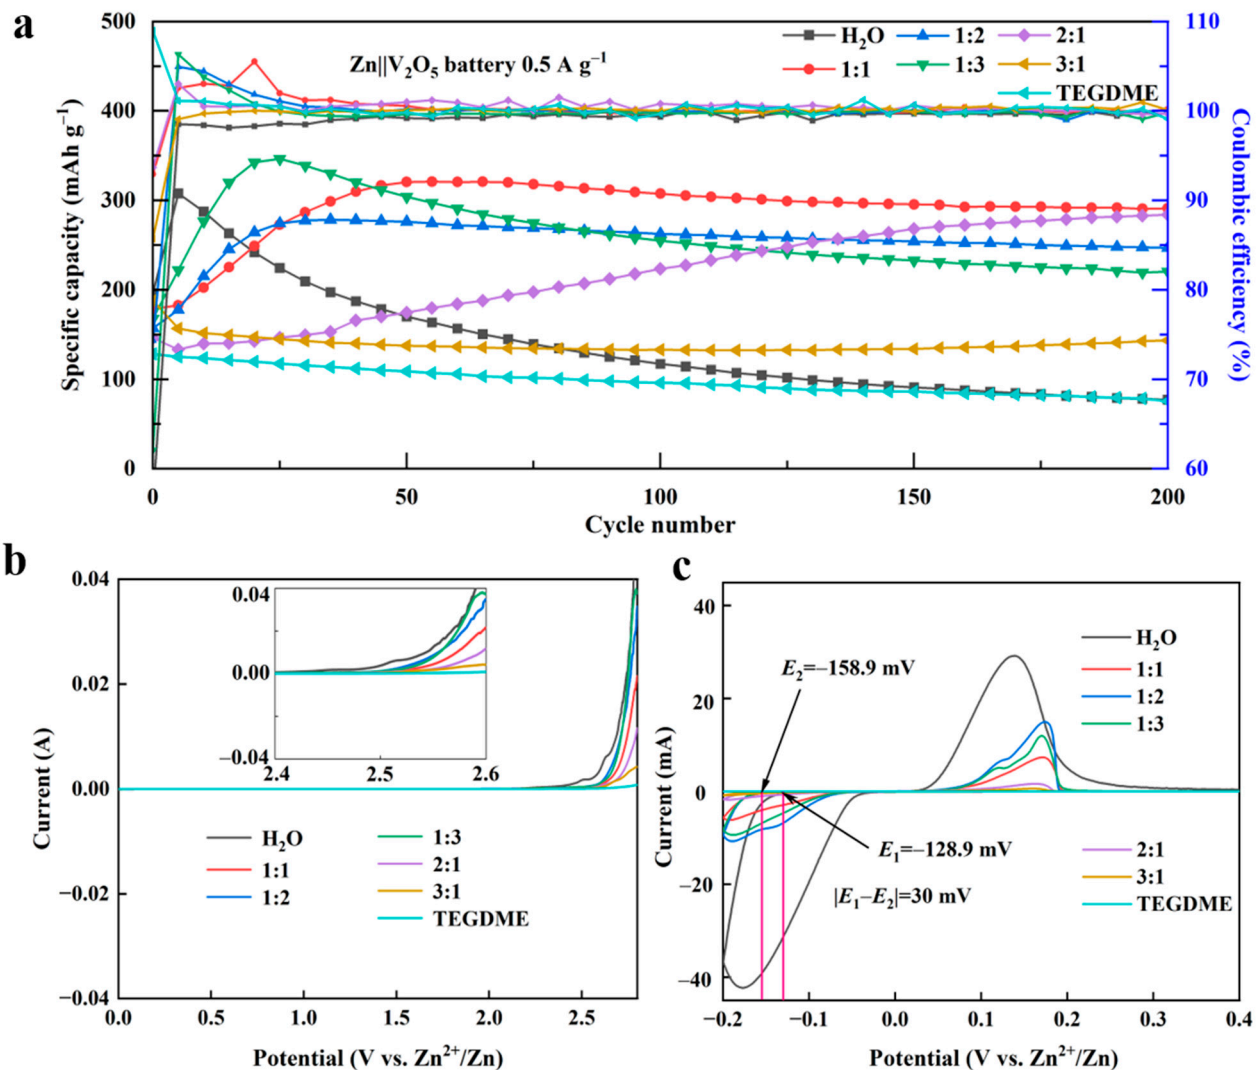 a
500
400
300
200
100
0
Specific capacity (mAh g⁻¹)
Zn||V₂O₅ battery 0.5 A g⁻¹
H₂O
1:2
2:1
1:1
1:3
3:1
TEGDME
110
100
90
80
70
60
Coulombic efficiency (%)
0 50 100 150 200
Cycle number
b
0.04
0.02
0.00
−0.02
−0.04
Current (A)
0.04
0.00
−0.04
2.4 2.5 2.6
H₂O
1:1
1:2
1:3
2:1
3:1
TEGDME
0.0 0.5 1.0 1.5 2.0 2.5
Potential (V vs. Zn²⁺/Zn)
c
40
20
0
−20
−40
Current (mA)
E₂=−158.9 mV
H₂O
1:1
1:2
1:3
E₁=−128.9 mV
|E₁−E₂|=30 mV
2:1
3:1
TEGDME
−0.2 −0.1 0.0 0.1 0.2 0.3 0.4
Potential (V vs. Zn²⁺/Zn)